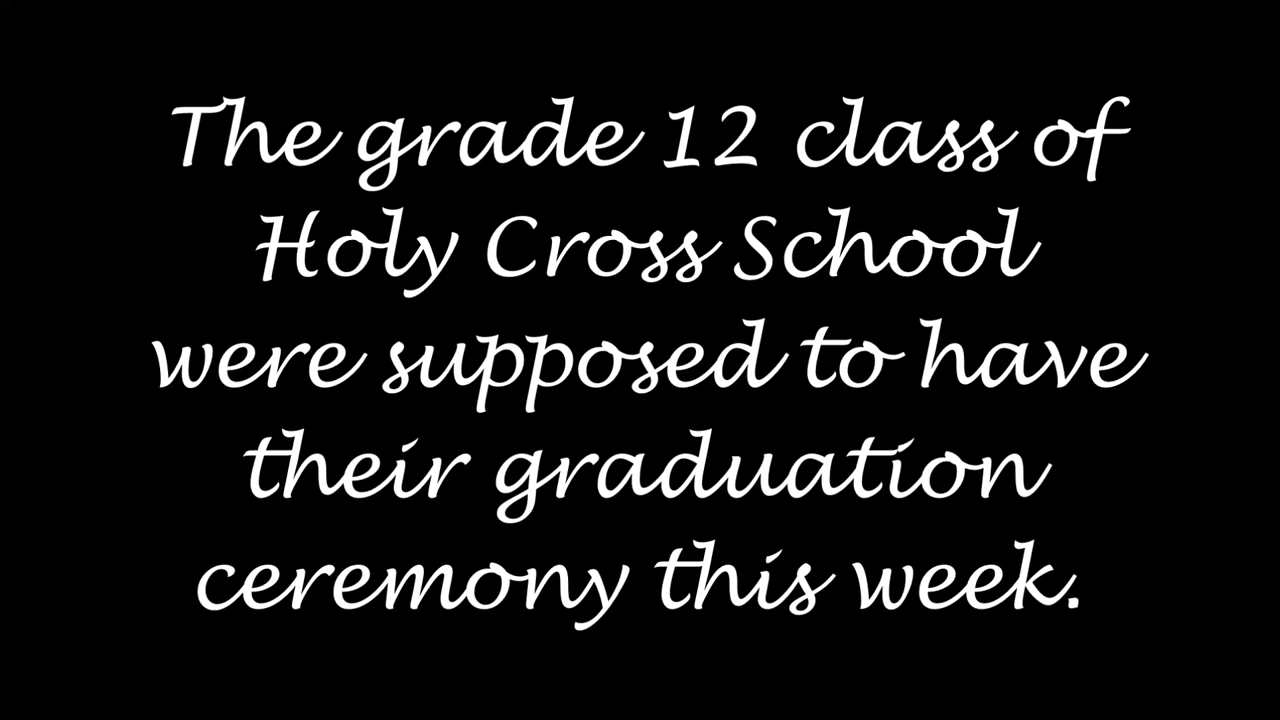 The grade 12 class of
Holy Cross School
were supposed to have
their graduation
ceremony this week.